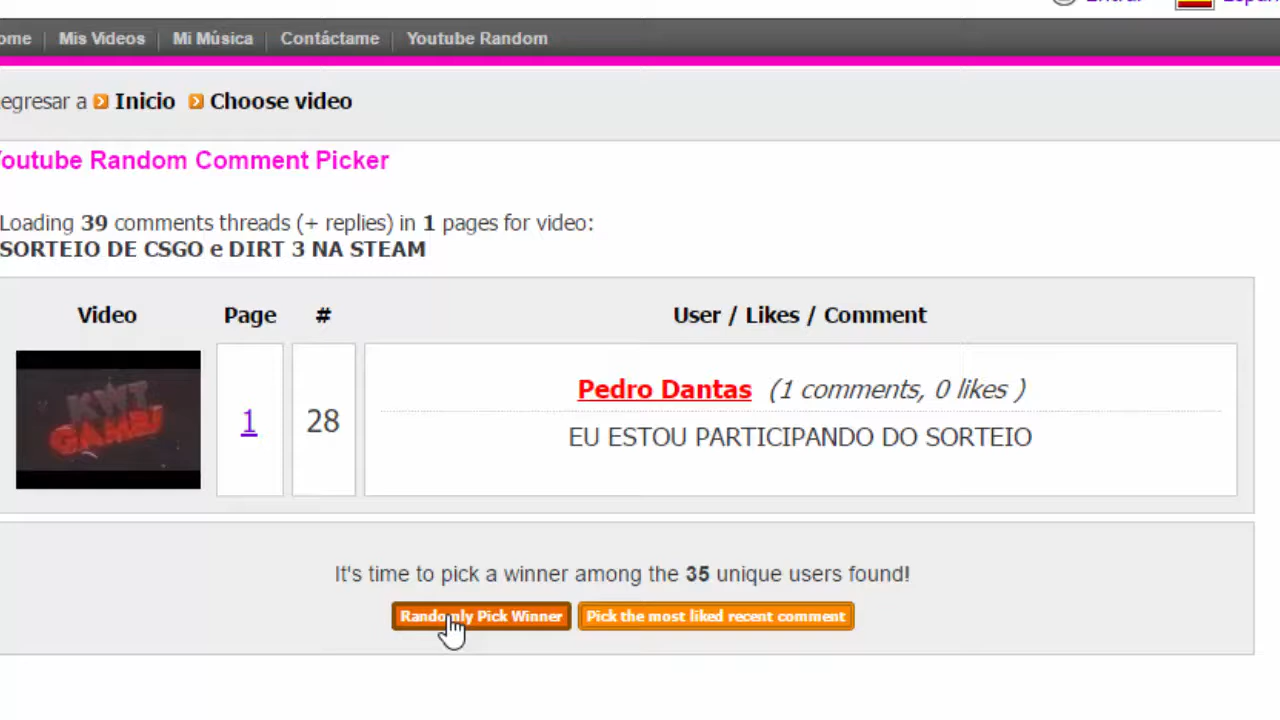 ome Mis Videos Mi Música Contáctame Youtube Random
egresar a Inicio Choose video
outube Random Comment Picker
Loading 39 comments threads (+ replies) in 1 pages for video:
SORTEIO DE CSGO e DIRT 3 NA STEAM
Video Page # User / Likes / Comment
KWT
GAMES
1 28
Pedro Dantas (1 comments, 0 likes )
EU ESTOU PARTICIPANDO DO SORTEIO
It's time to pick a winner among the 35 unique users found!
Randomly Pick Winner Pick the most liked recent comment